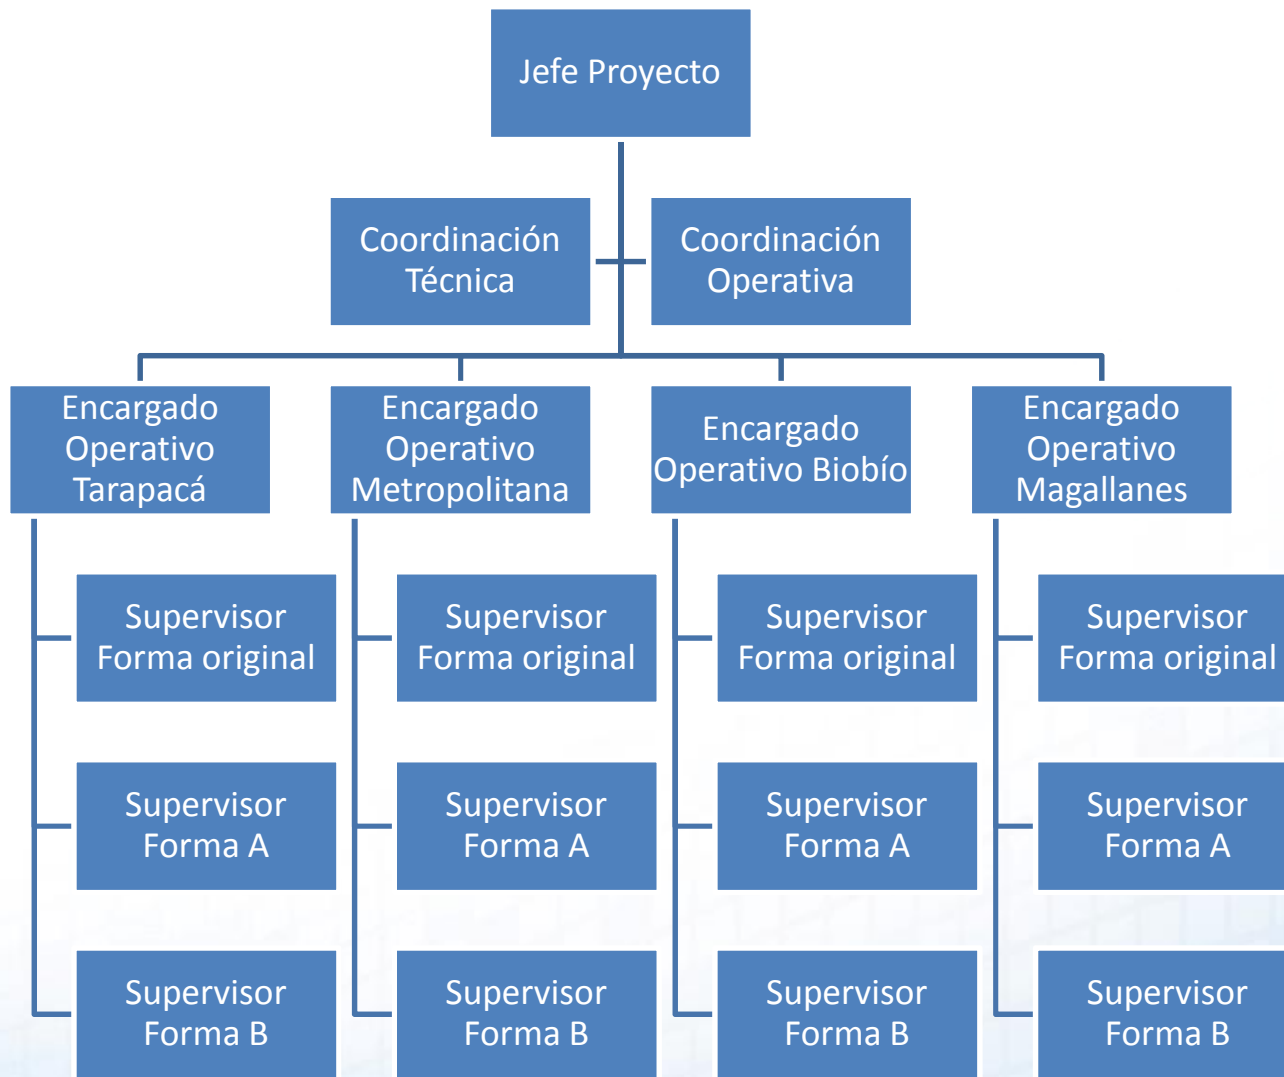 Jefe Proyecto
Coordinación
Técnica
Coordinación
Operativa
Encargado
Operativo
Tarapacá
Encargado
Operativo
Metropolitana
Encargado
Operativo Biobío
Encargado
Operativo
Magallanes
Supervisor
Forma original
Supervisor
Forma original
Supervisor
Forma original
Supervisor
Forma original
Supervisor
Forma A
Supervisor
Forma A
Supervisor
Forma A
Supervisor
Forma A
Supervisor
Forma B
Supervisor
Forma B
Supervisor
Forma B
Supervisor
Forma B